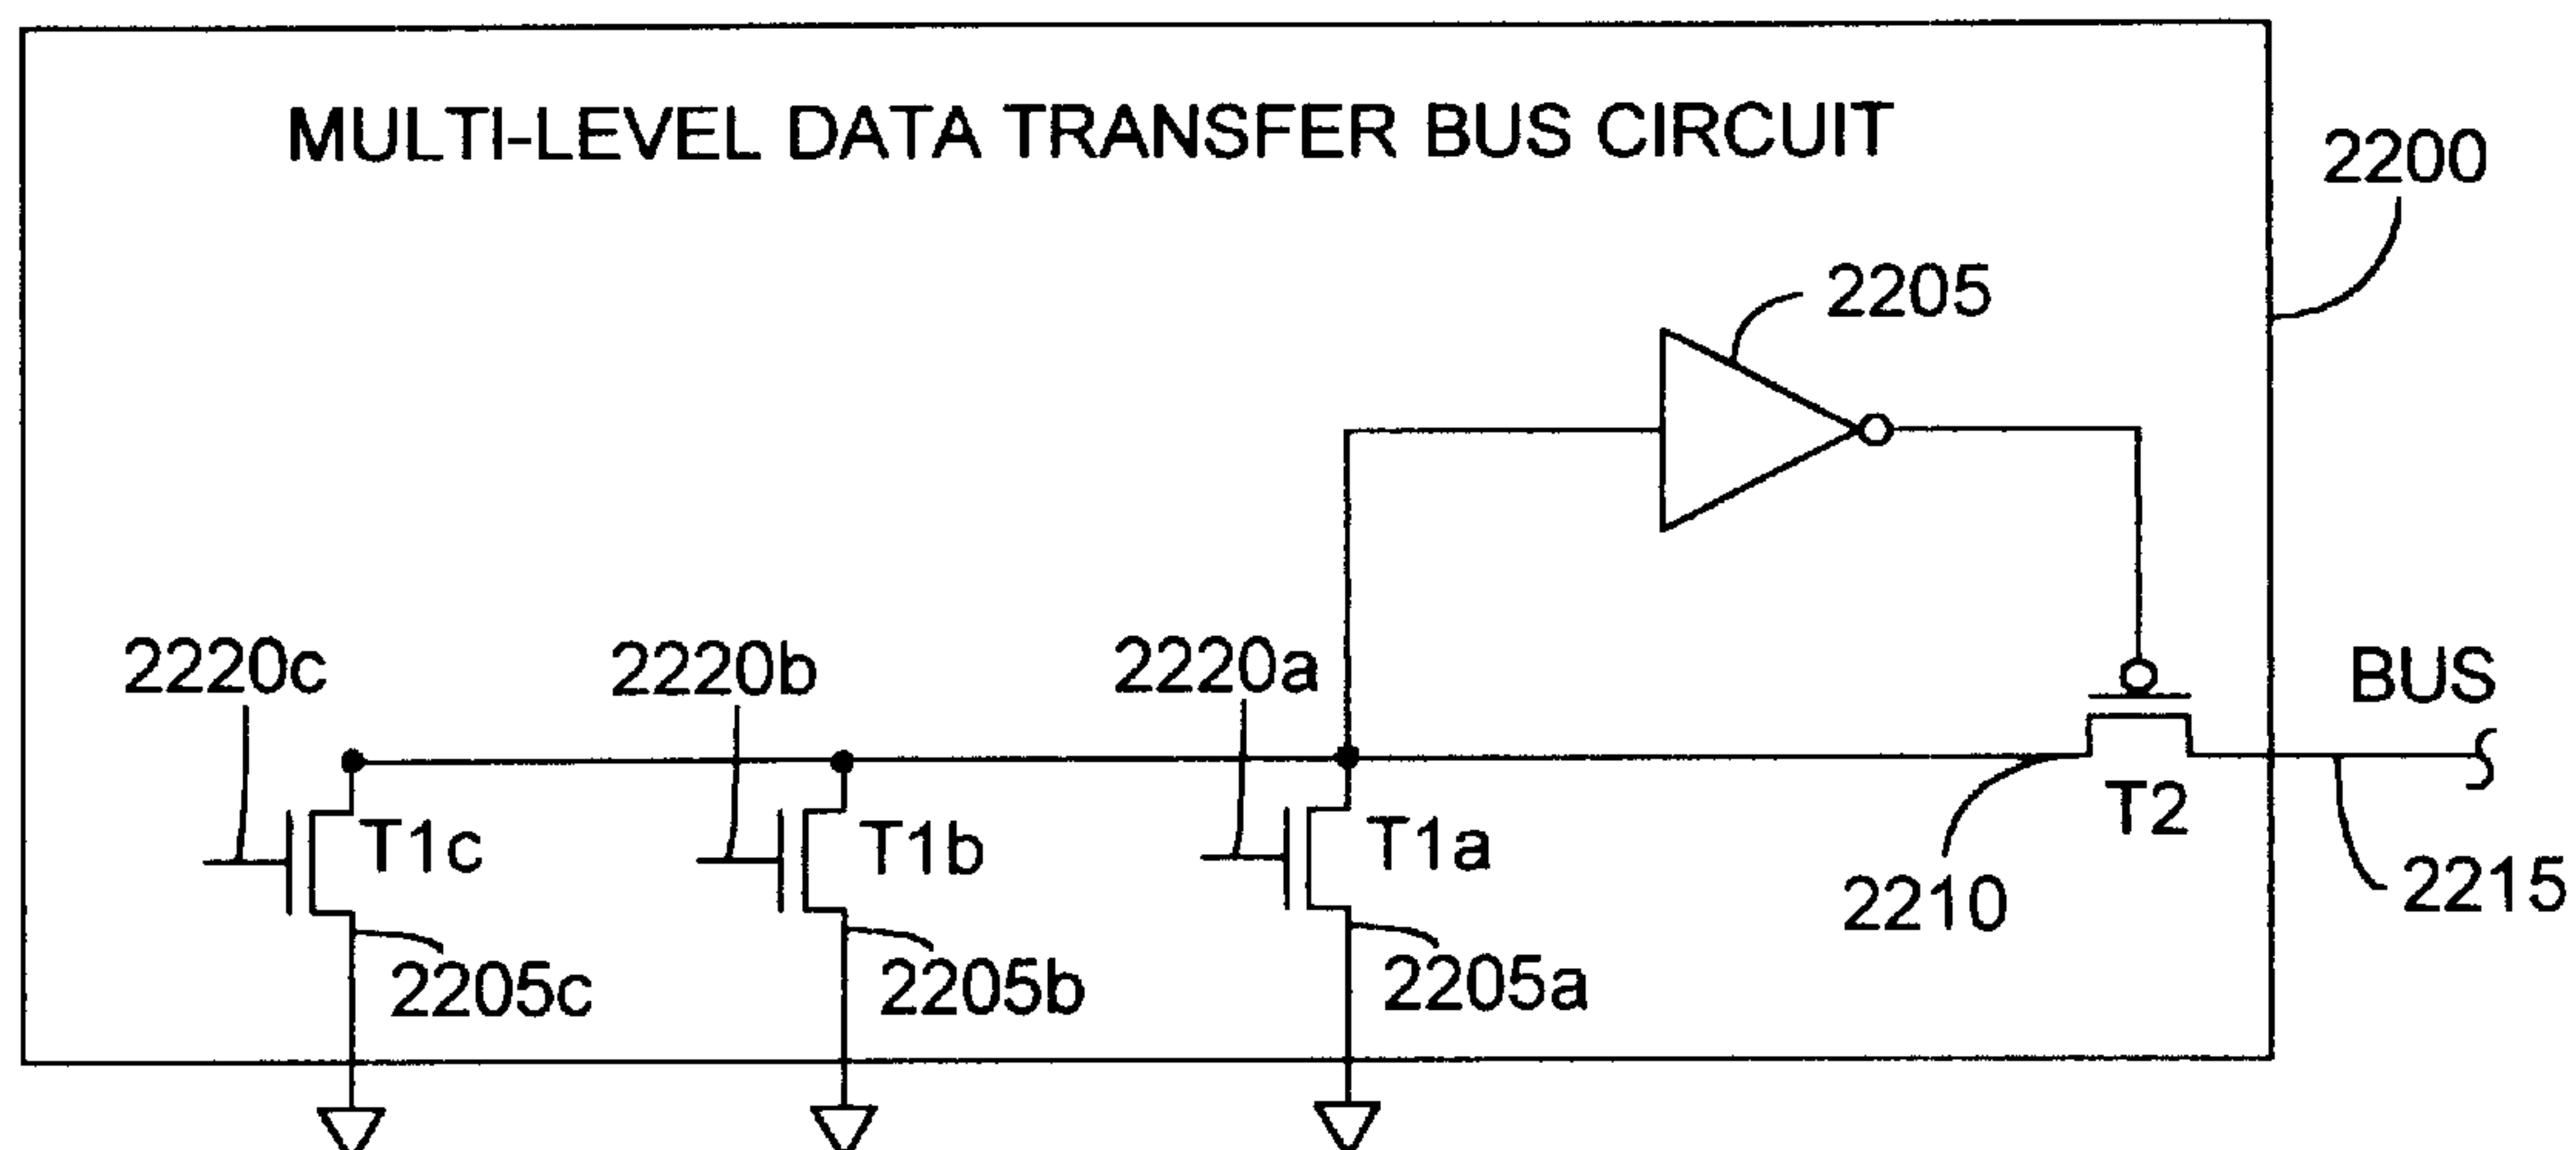 MULTI-LEVEL DATA TRANSFER BUS CIRCUIT
2200
2205
2220c
2220b
2220a
BUS
T1c
T1b
T1a
T2
2210
2215
2205c
2205b
2205a